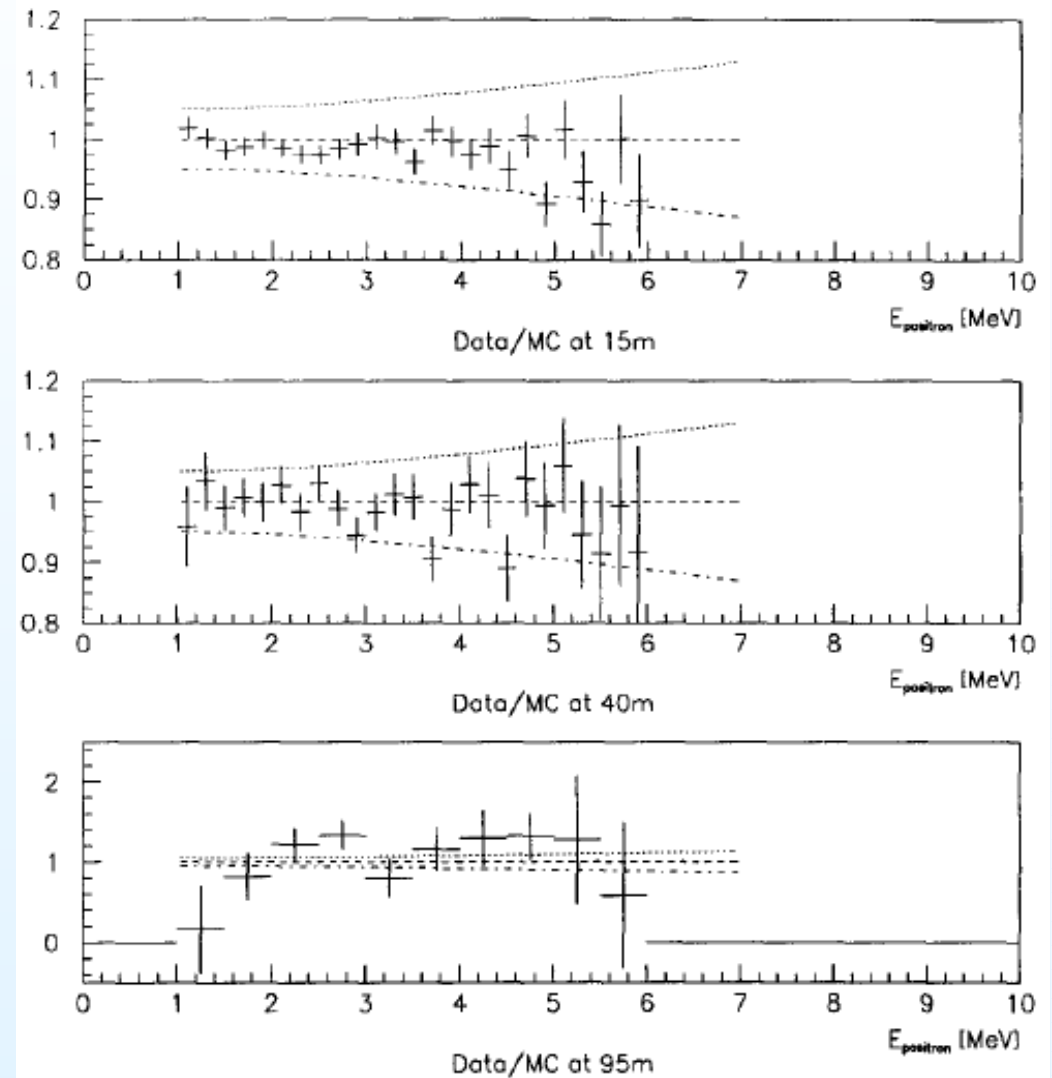 1.2
1.1
1
0.9
0.8
0 1 2 3 4 5 6 7 8 9 10
E_positron [MeV]
Data/MC at 15m
1.2
1.1
1
0.9
0.8
0 1 2 3 4 5 6 7 8 9 10
E_positron [MeV]
Data/MC at 40m
2
1
0
0 1 2 3 4 5 6 7 8 9 10
E_positron [MeV]
Data/MC at 95m